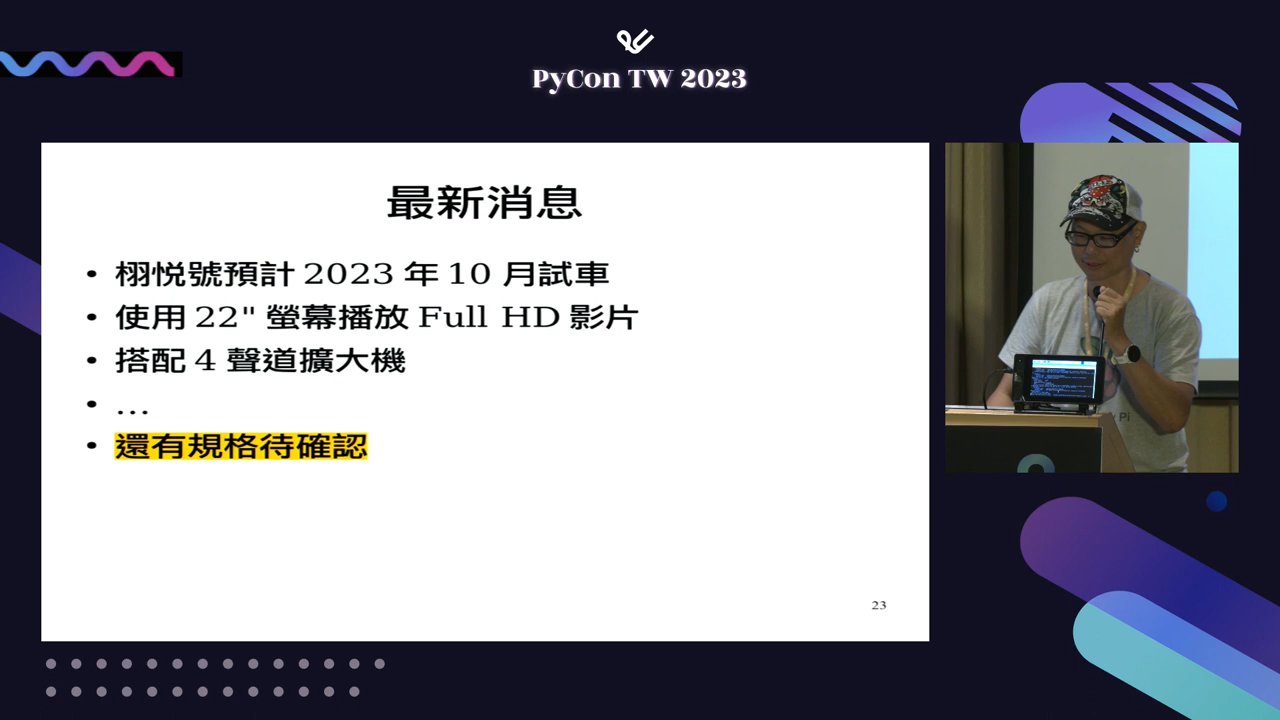 PyCon TW 2023
最新消息
• 栩悅號預計 2023 年 10 月試車
• 使用 22" 螢幕播放 Full HD 影片
• 搭配 4 聲道擴大機
• ...
• 還有規格待確認
23
Pi